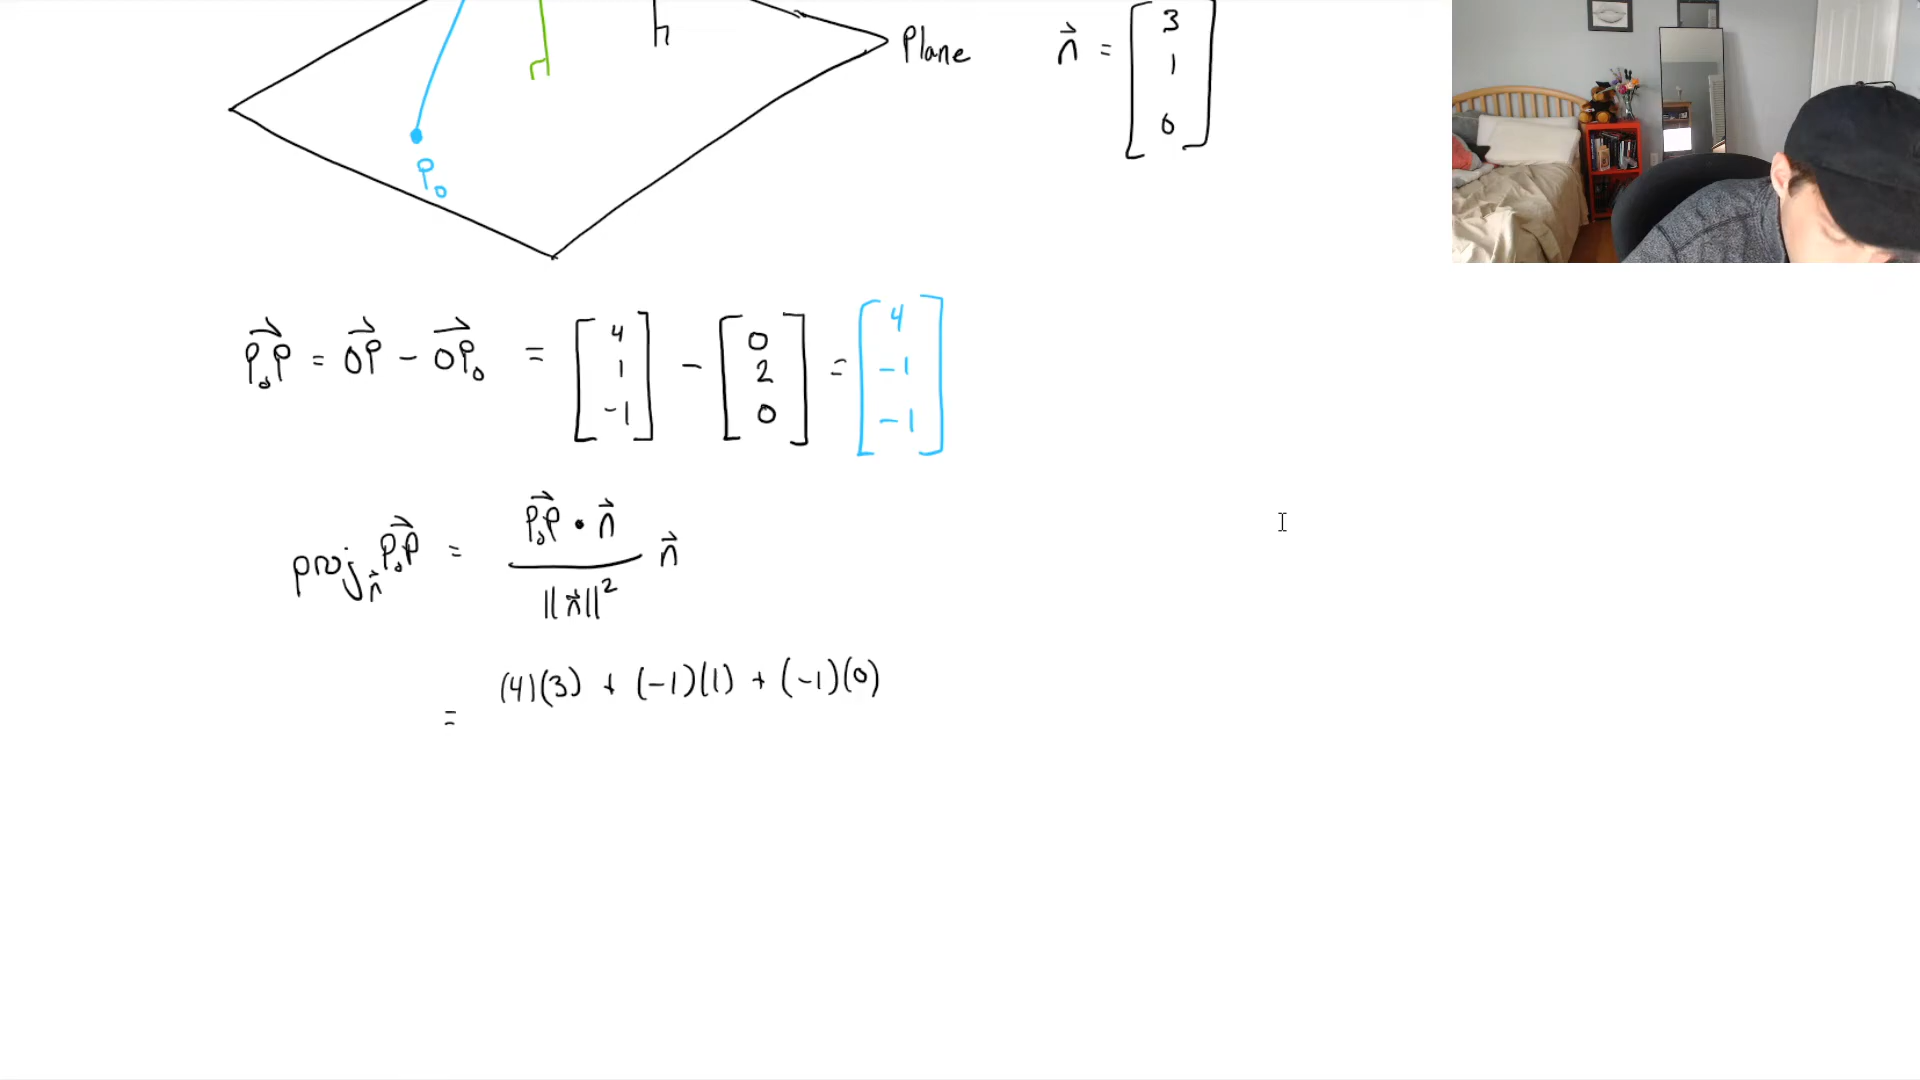 Plane
n⃗ = [3 1 0]
P₀
P₀P⃗ = OP⃗ - OP₀⃗ = [4 1 -1] - [0 2 0] = [4 -1 -1]
proj_n⃗ P₀P⃗ = (P₀P⃗ • n⃗) / ||n⃗||² n⃗
= (4)(3) + (-1)(1) + (-1)(0)